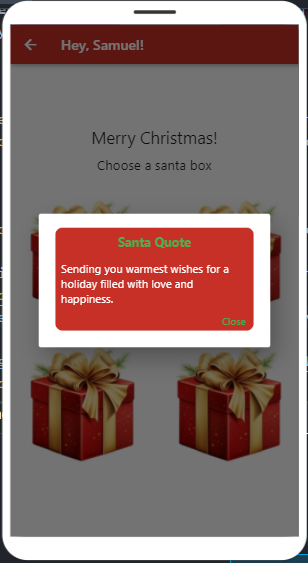 Hey, Samuel!
Merry Christmas!
Choose a santa box
Santa Quote
Sending you warmest wishes for a
holiday filled with love and
happiness.
Close